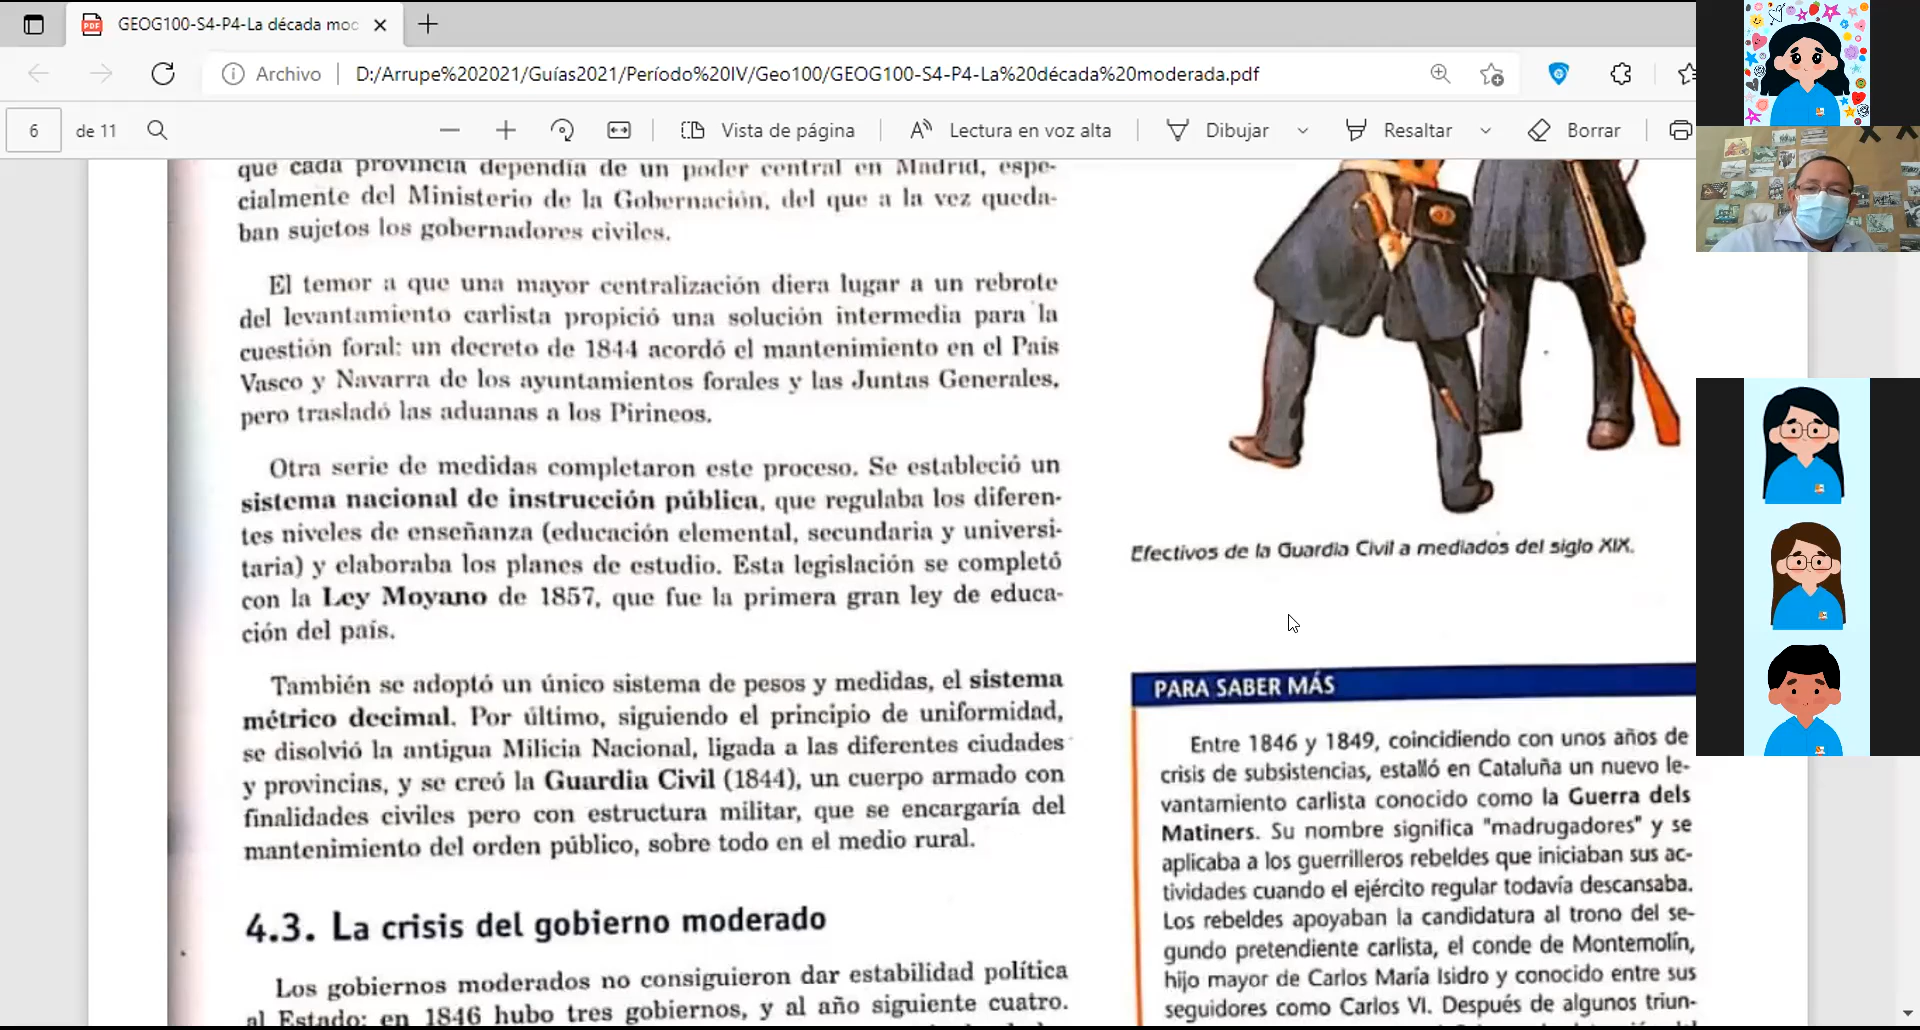 GEOG100-S4-P4-La década moc
Archivo
D:/Arrupe%202021/Guías2021/Período%20IV/Geo100/GEOG100-S4-P4-La%20década%20moderada.pdf
6 de 11
Vista de página
Lectura en voz alta
Dibujar
Resaltar
Borrar
que cada provincia dependía de un poder central en Madrid, espe-
cialmente del Ministerio de la Gobernación, del que a la vez queda-
ban sujetos los gobernadores civiles.
El temor a que una mayor centralización diera lugar a un rebrote
del levantamiento carlista propició una solución intermedia para la
cuestión foral: un decreto de 1844 acordó el mantenimiento en el País
Vasco y Navarra de los ayuntamientos forales y las Juntas Generales,
pero trasladó las aduanas a los Pirineos.
Otra serie de medidas completaron este proceso. Se estableció un
sistema nacional de instrucción pública, que regulaba los diferen-
tes niveles de enseñanza (educación elemental, secundaria y universi-
taria) y elaboraba los planes de estudio. Esta legislación se completó
con la Ley Moyano de 1857, que fue la primera gran ley de educa-
ción del país.
También se adoptó un único sistema de pesos y medidas, el sistema
métrico decimal. Por último, siguiendo el principio de uniformidad,
se disolvió la antigua Milicia Nacional, ligada a las diferentes ciudades
y provincias, y se creó la Guardia Civil (1844), un cuerpo armado con
finalidades civiles pero con estructura militar, que se encargaría del
mantenimiento del orden público, sobre todo en el medio rural.
4.3. La crisis del gobierno moderado
Los gobiernos moderados no consiguieron dar estabilidad política
al Estado: en 1846 hubo tres gobiernos, y al año siguiente cuatro.
Efectivos de la Guardia Civil a mediados del siglo XIX.
PARA SABER MÁS
Entre 1846 y 1849, coincidiendo con unos años de
crisis de subsistencias, estalló en Cataluña un nuevo le-
vantamiento carlista conocido como la Guerra dels
Matiners. Su nombre significa "madrugadores" y se
aplicaba a los guerrilleros rebeldes que iniciaban sus ac-
tividades cuando el ejército regular todavía descansaba.
Los rebeldes apoyaban la candidatura al trono del se-
gundo pretendiente carlista, el conde de Montemolín,
hijo mayor de Carlos María Isidro y conocido entre sus
seguidores como Carlos VI. Después de algunos triun-